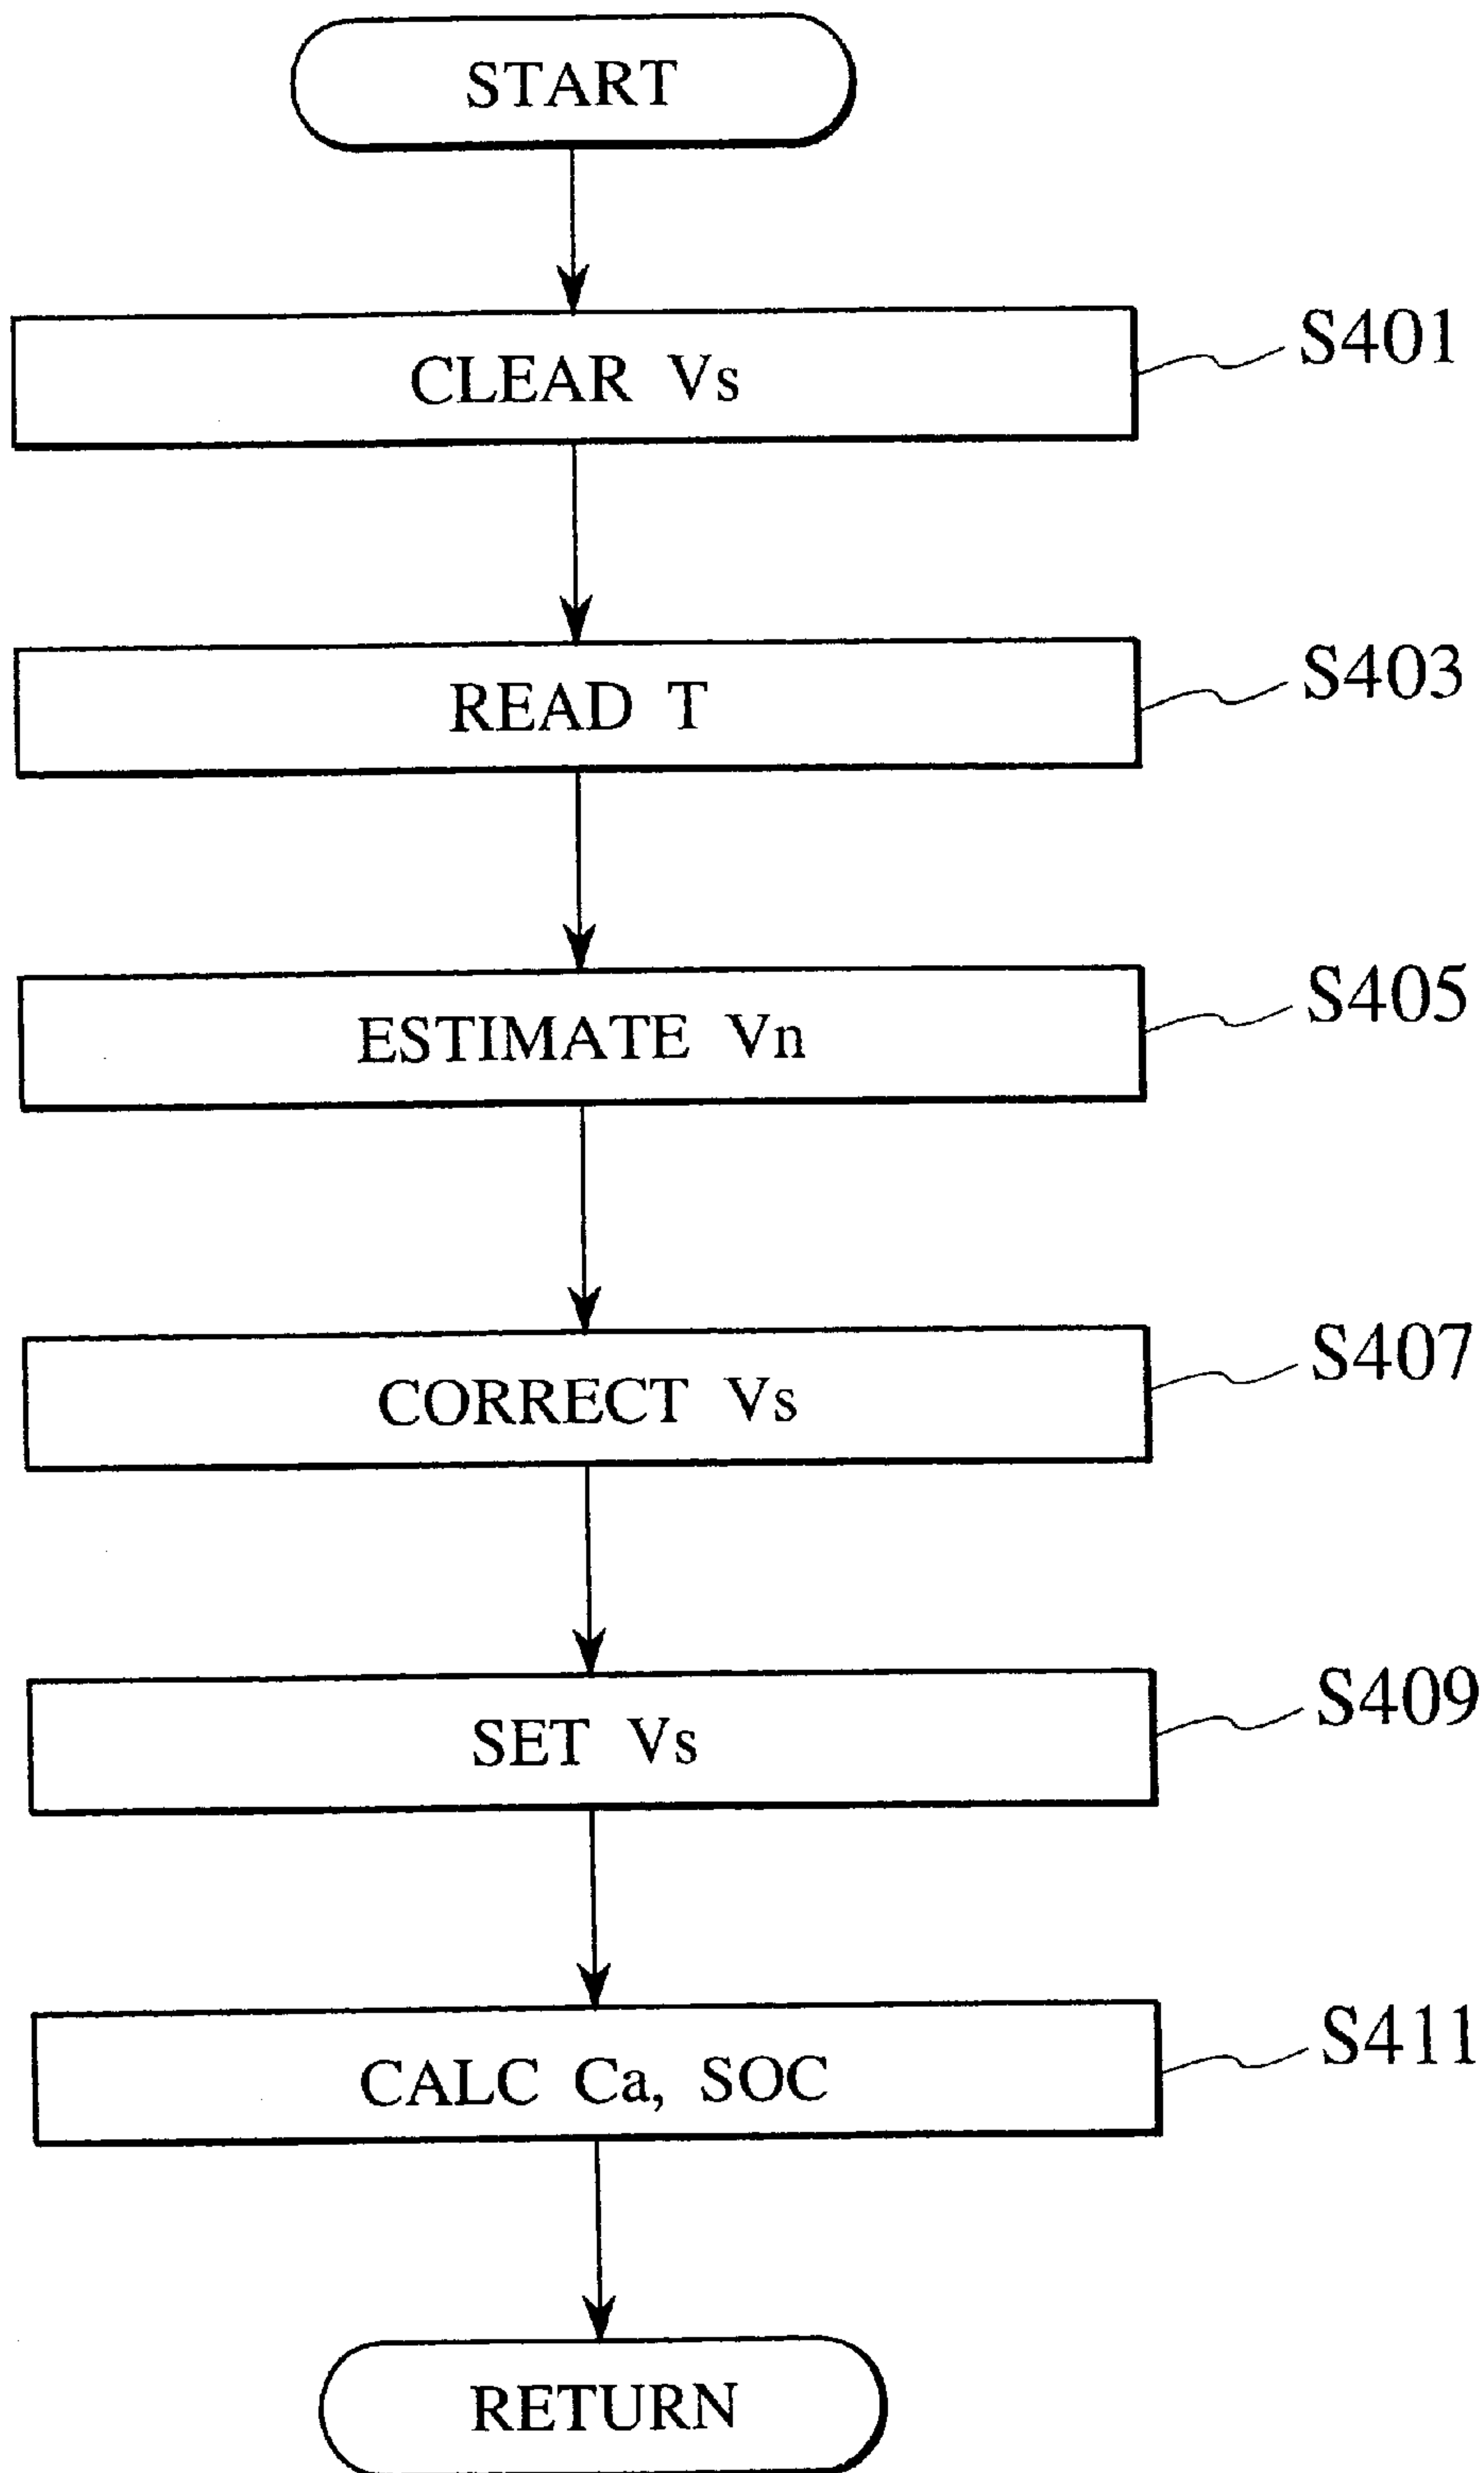 START
CLEAR Vs
S401
READ T
S403
ESTIMATE Vn
S405
CORRECT Vs
S407
SET Vs
S409
CALC Ca, SOC
S411
RETURN